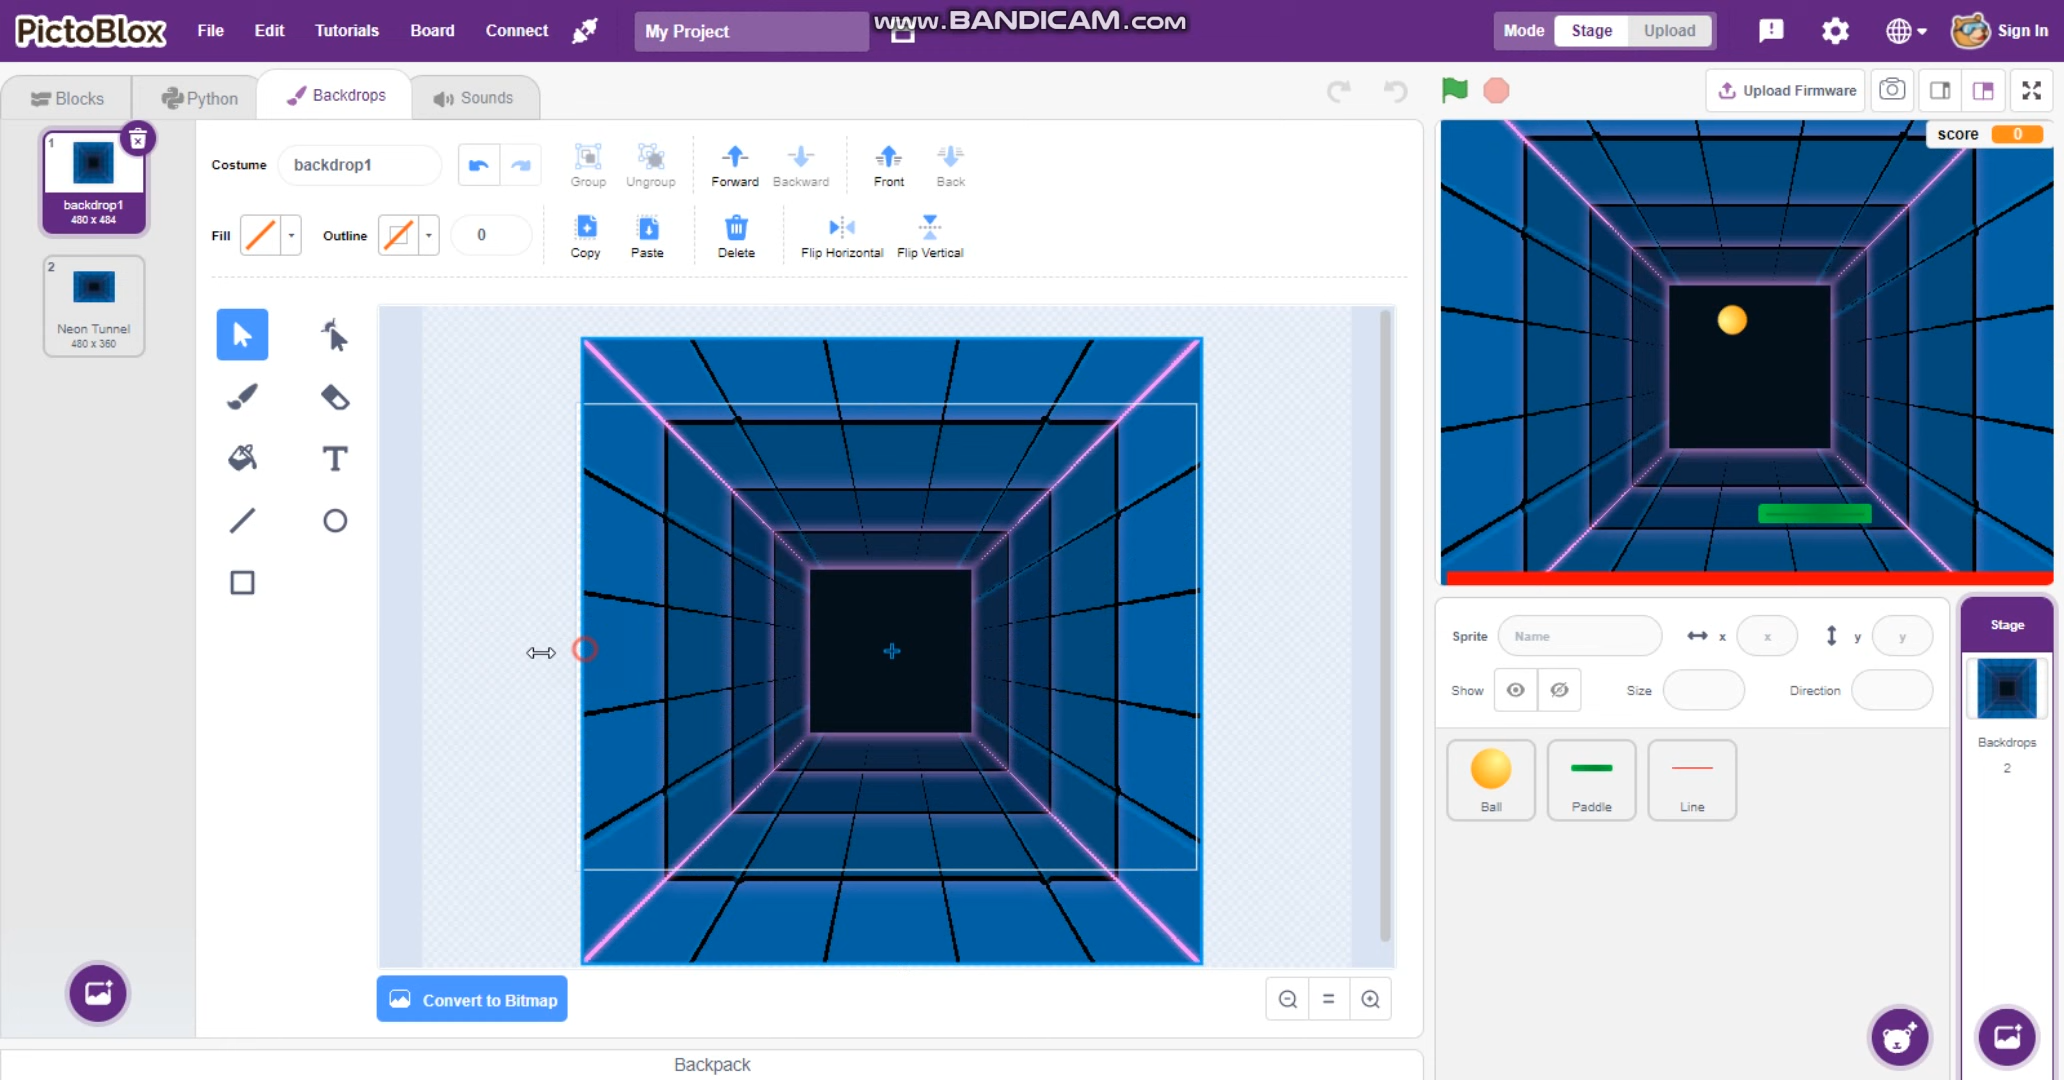 PictoBlox File Edit Tutorials Board Connect My Project www.BANDICAM.com Mode Stage Upload Sign In
Blocks Python Backdrops Sounds Upload Firmware
1
backdrop1
480 x 484
2
Neon Tunnel
480 x 360
Costume backdrop1 Group Ungroup Forward Backward Front Back
Fill Outline 0 Copy Paste Delete Flip Horizontal Flip Vertical
T
Convert to Bitmap
Backpack
score 0
Sprite Name x x y y
Show Size Direction
Ball Paddle Line
Stage
Backdrops
2